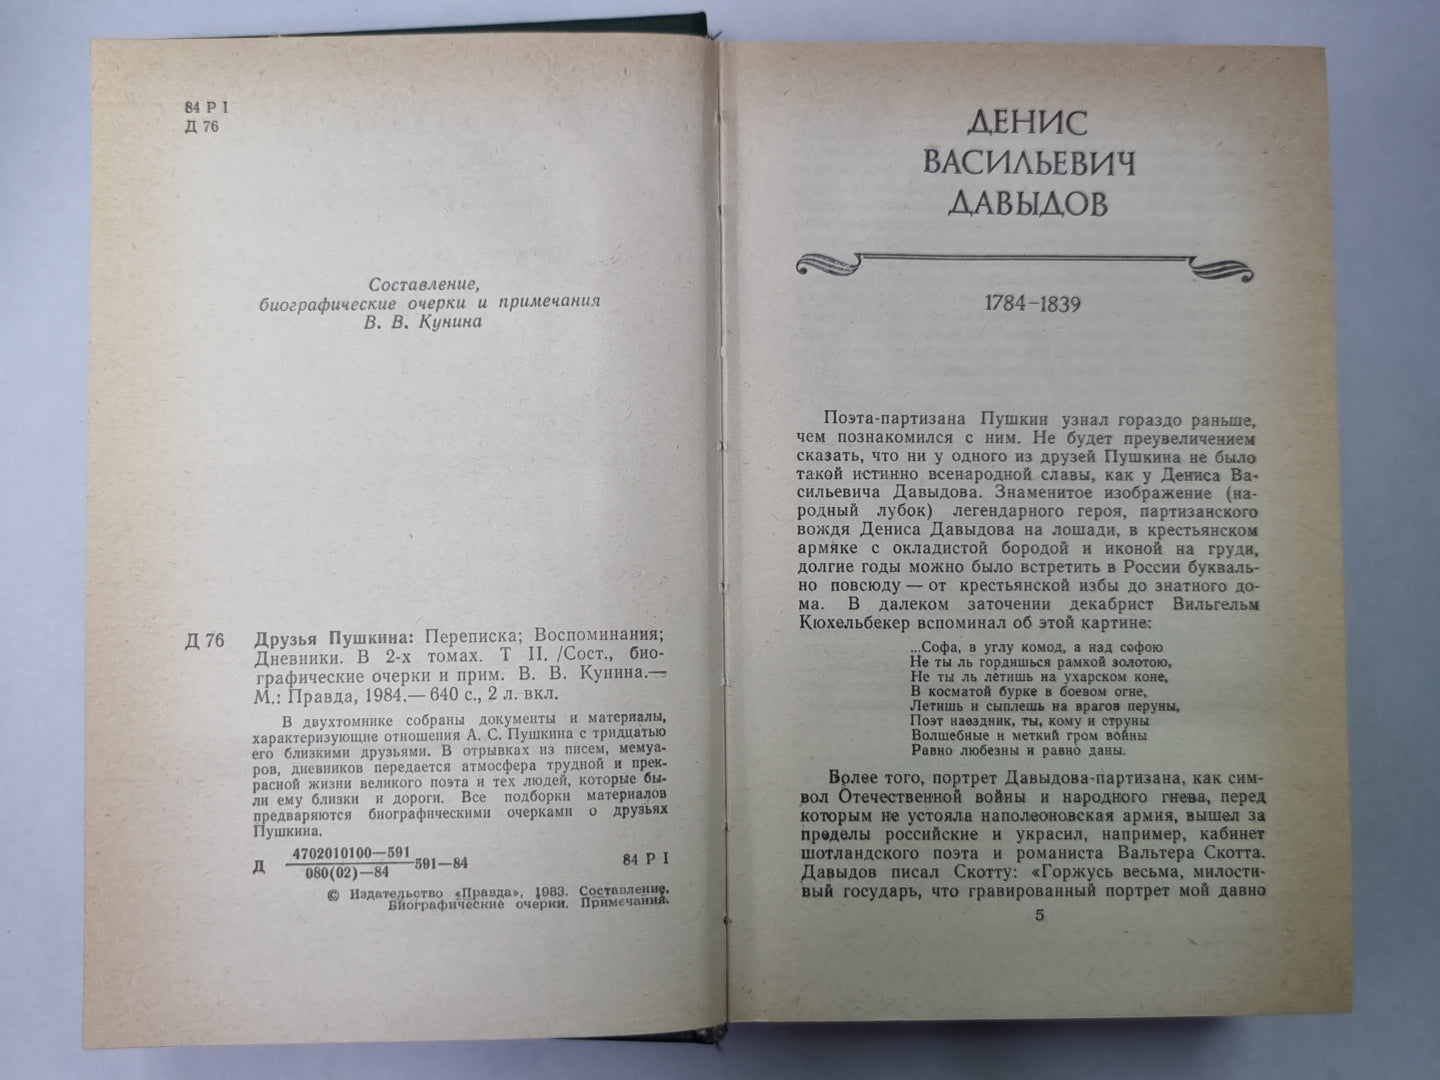 84 Р I
Д 76
Составление,
биографические очерки и примечания
В. В. Кунина
Д 76 Друзья Пушкина: Переписка; Воспоминания;
Дневники. В 2-х томах. Т II. /Сост., био-
графические очерки и прим. В. В. Кунина.—
М.: Правда, 1984.— 640 с., 2 л. вкл.
В двухтомнике собраны документы и материалы,
характеризующие отношения А. С. Пушкина с тридцатью
его близкими друзьями. В отрывках из писем, мемуа-
ров, дневников передается атмосфера трудной и прек-
расной жизни великого поэта и тех людей, которые бы-
ли ему близки и дороги. Все подборки материалов
предваряются биографическими очерками о друзьях
Пушкина.
4702010100—591
Д 591—84 84 Р I
080(02)—84
© Издательство «Правда», 1983. Составление.
Биографические очерки. Примечания.
ДЕНИС
ВАСИЛЬЕВИЧ
ДАВЫДОВ
1784–1839
Поэта-партизана Пушкин узнал гораздо раньше,
чем познакомился с ним. Не будет преувеличением
сказать, что ни у одного из друзей Пушкина не было
такой истинно всенародной славы, как у Дениса Ва-
сильевича Давыдова. Знаменитое изображение (на-
родный лубок) легендарного героя, партизанского
вождя Дениса Давыдова на лошади, в крестьянском
армяке с окладистой бородой и иконой на груди,
долгие годы можно было встретить в России букваль-
но повсюду — от крестьянской избы до знатного до-
ма. В далеком заточении декабрист Вильгельм
Кюхельбекер вспоминал об этой картине:
...Софа, в углу комод, а над софою
Не ты ль гордишься рамкой золотою,
Не ты ль летишь на ухарском коне,
В косматой бурке в боевом огне,
Летишь и сыплешь на врагов перуны,
Поэт наездник, ты, кому и струны
Волшебные и меткий гром войны
Равно любезны и равно даны.
Более того, портрет Давыдова-партизана, как сим-
вол Отечественной войны и народного гнева, перед
которым не устояла наполеоновская армия, вышел за
пределы российские и украсил, например, кабинет
шотландского поэта и романиста Вальтера Скотта.
Давыдов писал Скотту: «Горжусь весьма, милости-
вый государь, что гравированный портрет мой давно
5